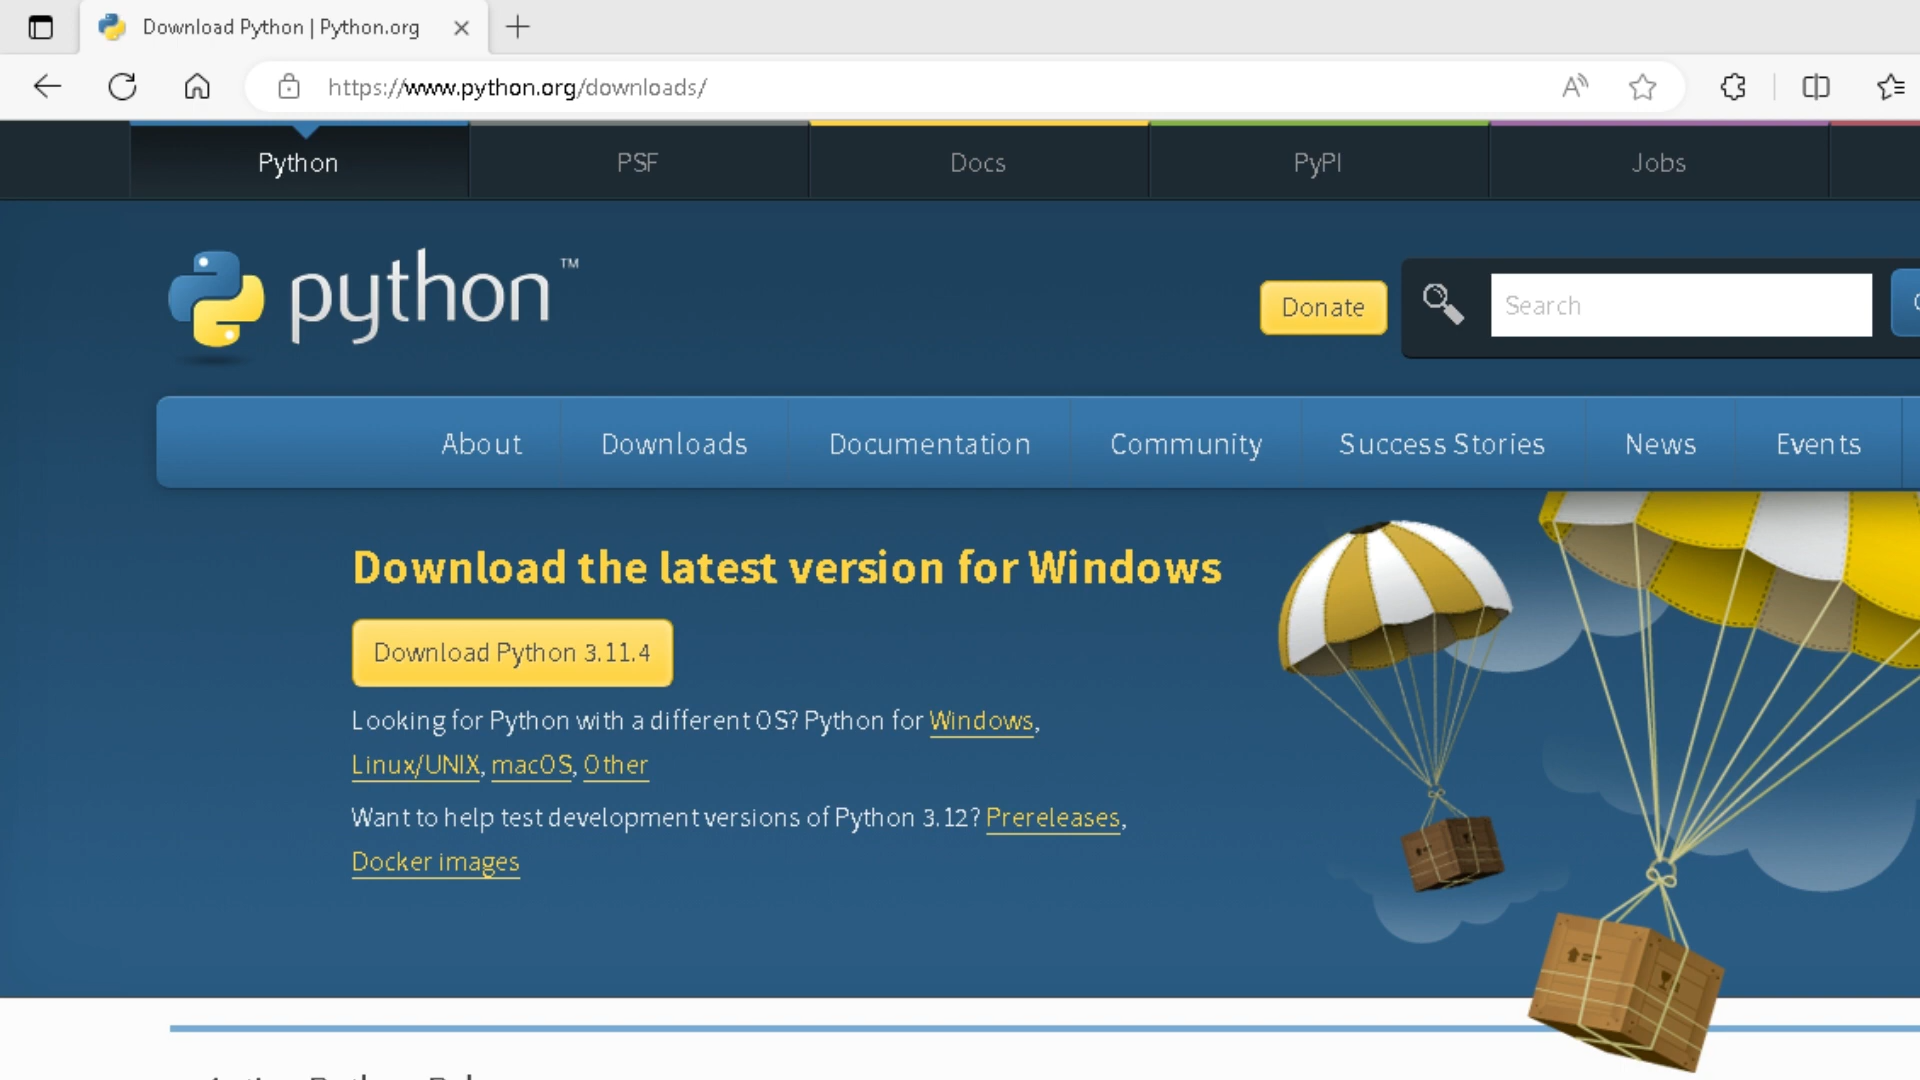 Download Python | Python.org
https://www.python.org/downloads/
Python
PSF
Docs
PyPI
Jobs
python™
Donate
Search
About
Downloads
Documentation
Community
Success Stories
News
Events
Download the latest version for Windows
Download Python 3.11.4
Looking for Python with a different OS? Python for Windows,
Linux/UNIX, macOS, Other
Want to help test development versions of Python 3.12? Prereleases,
Docker images